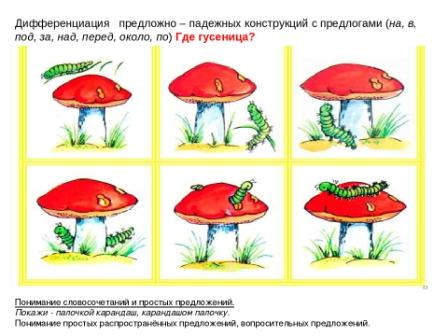 Дифференциация предложно – падежных конструкций с предлогами (на, в,
под, за, над, перед, около, по) Где гусеница?
Понимание словосочетаний и простых предложений.
Покажи - палочкой карандаш, карандашом палочку.
Понимание простых распространённых предложений, вопросительных предложений.